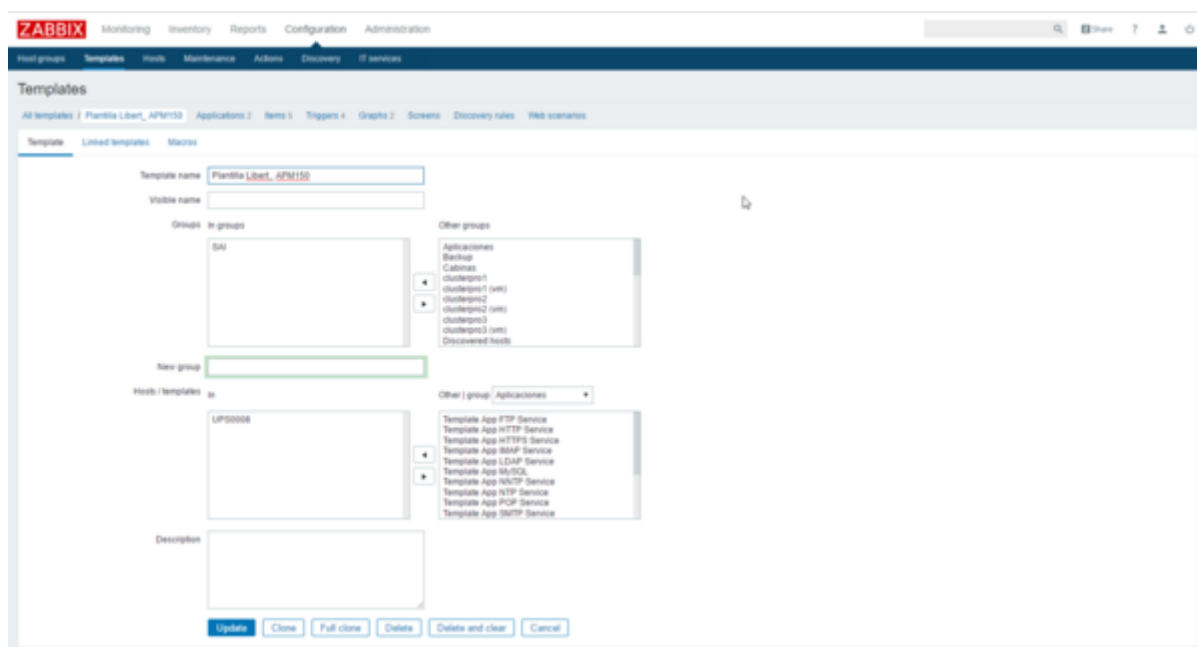 ZABBIX Monitoring Inventory Reports Configuration Administration Share ?
Host groups Templates Hosts Maintenance Actions Discovery IT services
Templates
All templates / Plantilla Libert_ APM150 Applications 2 Items 5 Triggers 4 Graphs 2 Screens Discovery rules Web scenarios
Template Linked templates Macros
Template name Plantilla Libert_ APM150
Visible name
Groups In groups Other groups
SAI
Aplicaciones
Backup
Cabinas
clusterpro1
clusterpro1 (vm)
clusterpro2
clusterpro2 (vm)
clusterpro3
clusterpro3 (vm)
Discovered hosts
New group
Hosts / templates In Other | group Aplicaciones
UPS0008
Template App FTP Service
Template App HTTP Service
Template App HTTPS Service
Template App IMAP Service
Template App LDAP Service
Template App MySQL
Template App NNTP Service
Template App NTP Service
Template App POP Service
Template App SMTP Service
Description
Update Clone Full clone Delete Delete and clear Cancel